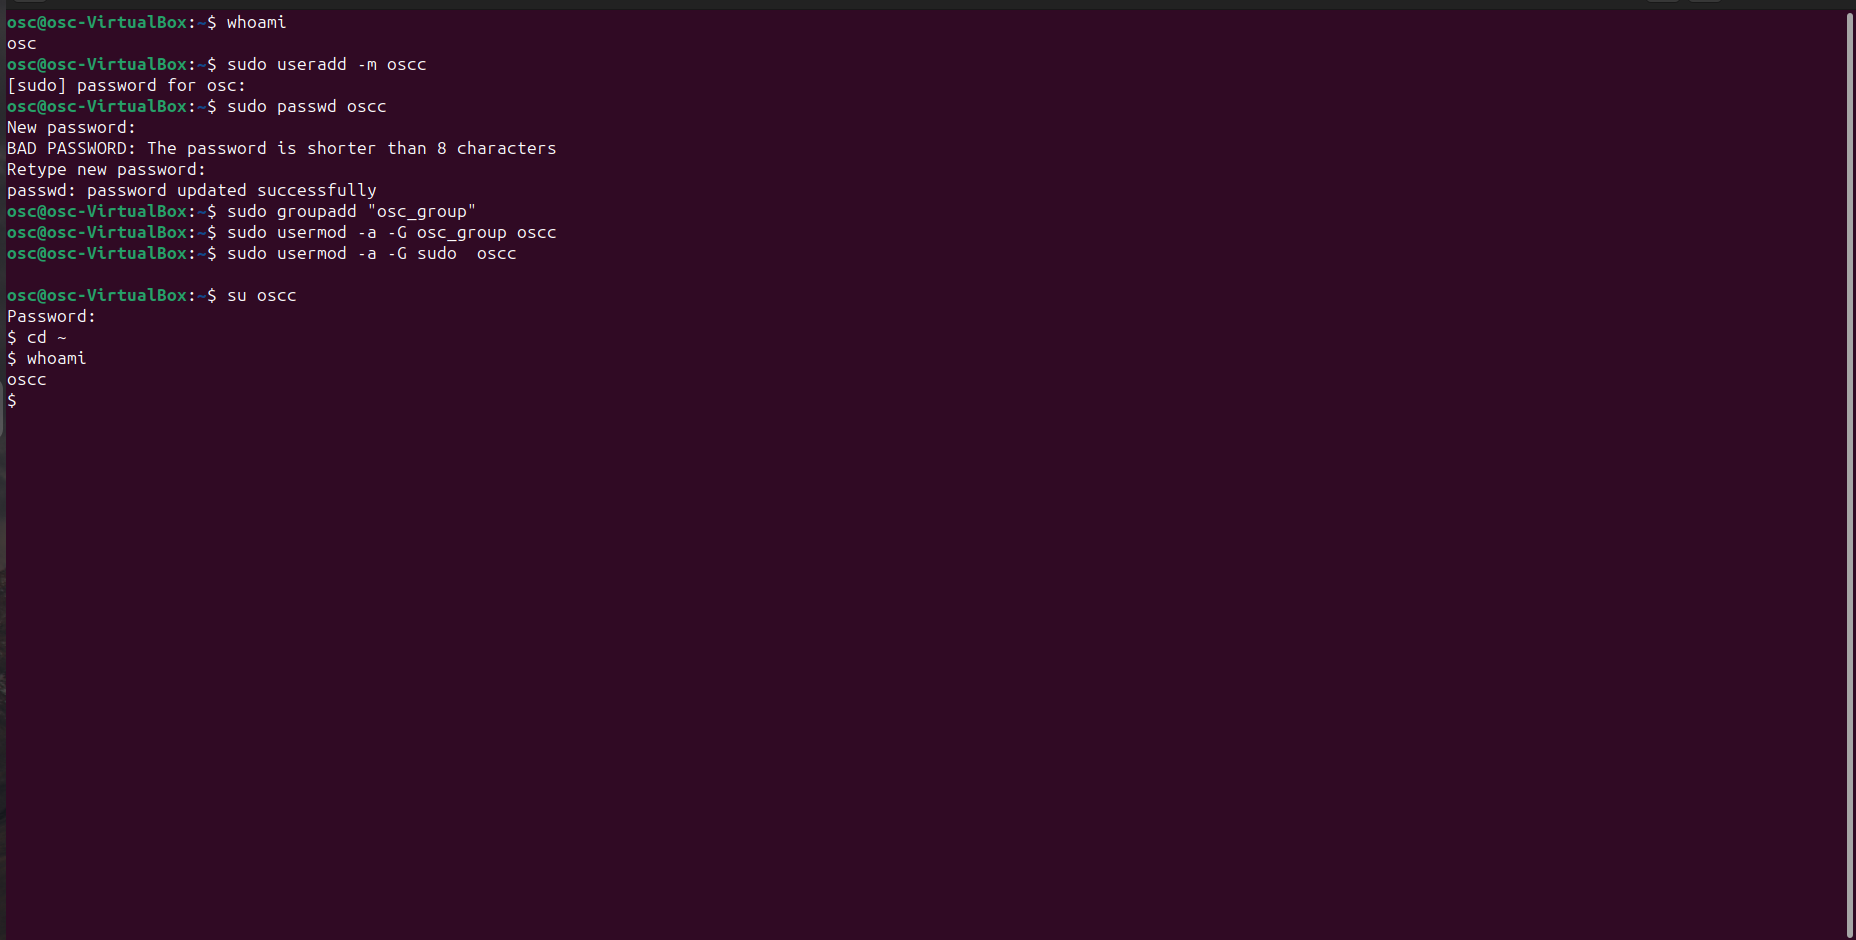 osc@osc-VirtualBox:~$ whoami
osc
osc@osc-VirtualBox:~$ sudo useradd -m oscc
[sudo] password for osc:
osc@osc-VirtualBox:~$ sudo passwd oscc
New password:
BAD PASSWORD: The password is shorter than 8 characters
Retype new password:
passwd: password updated successfully
osc@osc-VirtualBox:~$ sudo groupadd "osc_group"
osc@osc-VirtualBox:~$ sudo usermod -a -G osc_group oscc
osc@osc-VirtualBox:~$ sudo usermod -a -G sudo  oscc
osc@osc-VirtualBox:~$ su oscc
Password:
$ cd ~
$ whoami
oscc
$